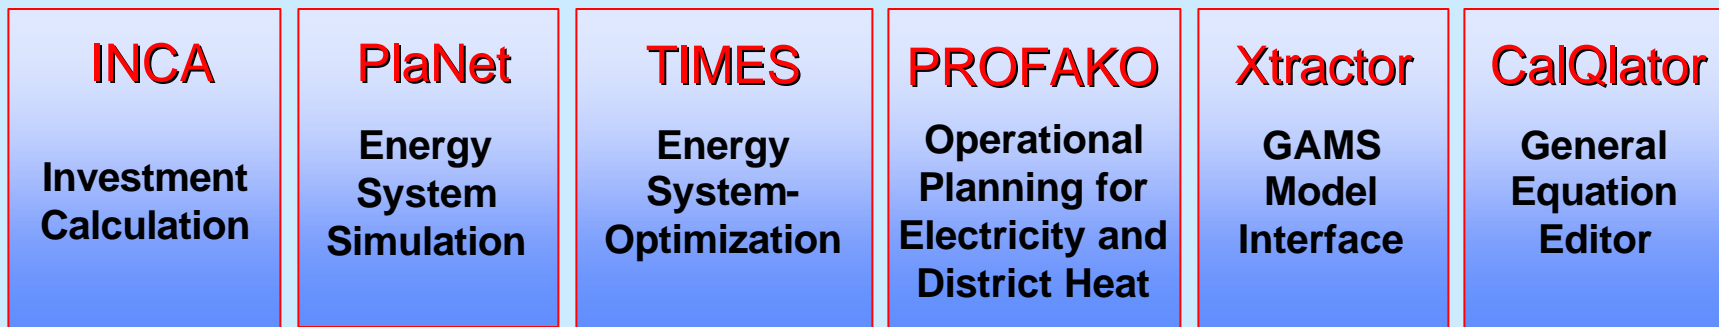 INCA
Investment
Calculation
PlaNet
Energy
System
Simulation
TIMES
Energy
System-
Optimization
PROFAKO
Operational
Planning for
Electricity and
District Heat
Xtractor
GAMS
Model
Interface
CalQlator
General
Equation
Editor